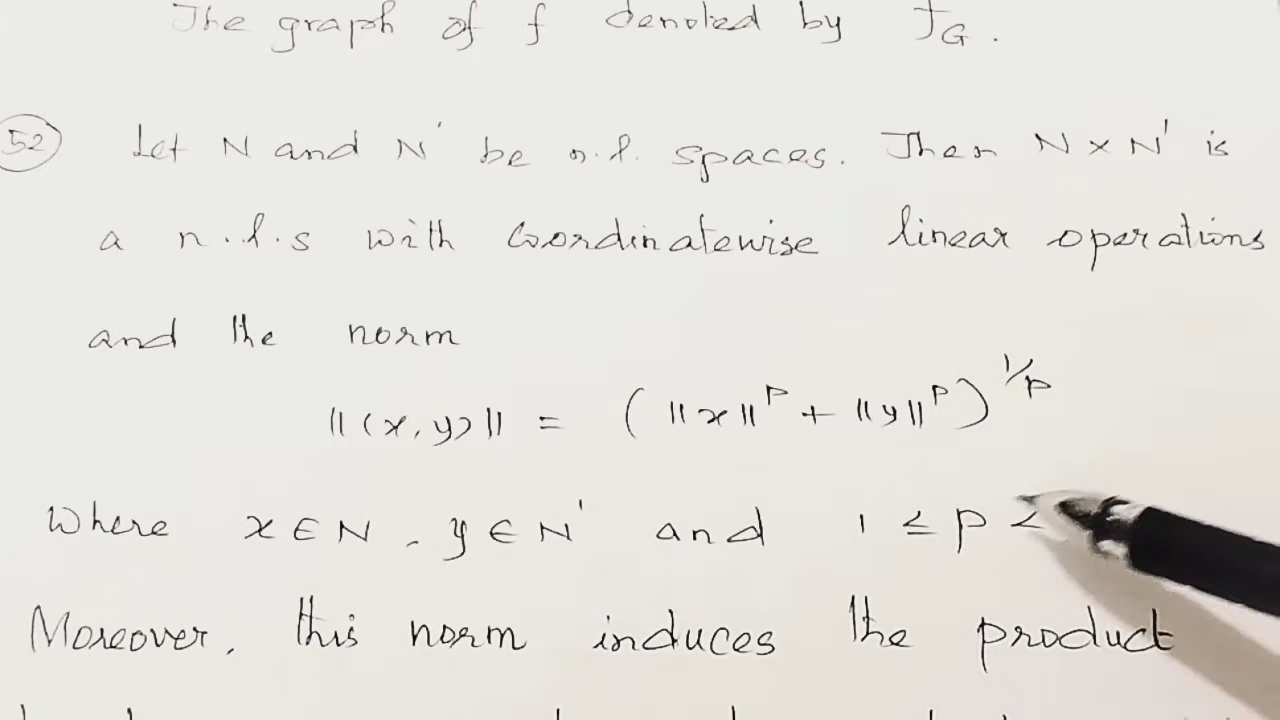 The graph of f denoted by f_G.
52 Let N and N' be n.l. spaces. Then N × N' is
a n.l.s with coordinatewise linear operations
and the norm
||(x, y)|| = (||x||^p + ||y||^p)^{1/p}
Where x ∈ N, y ∈ N' and 1 ≤ p <
Moreover, this norm induces the product